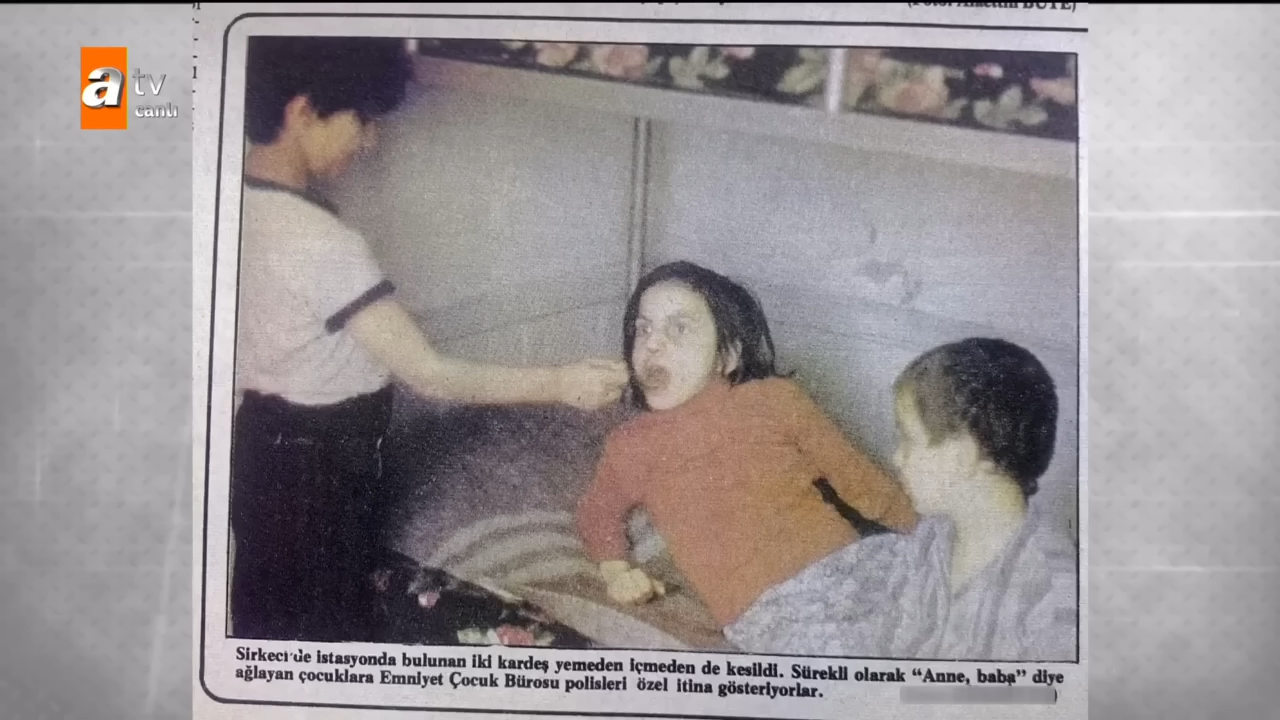 a tv
canlı
Sirkeci'de istasyonda bulunan iki kardeş yemeden içmeden de kesildi. Sürekli olarak “Anne, baba” diye
ağlayan çocuklara Emniyet Çocuk Bürosu polisleri özel itina gösteriyorlar. )